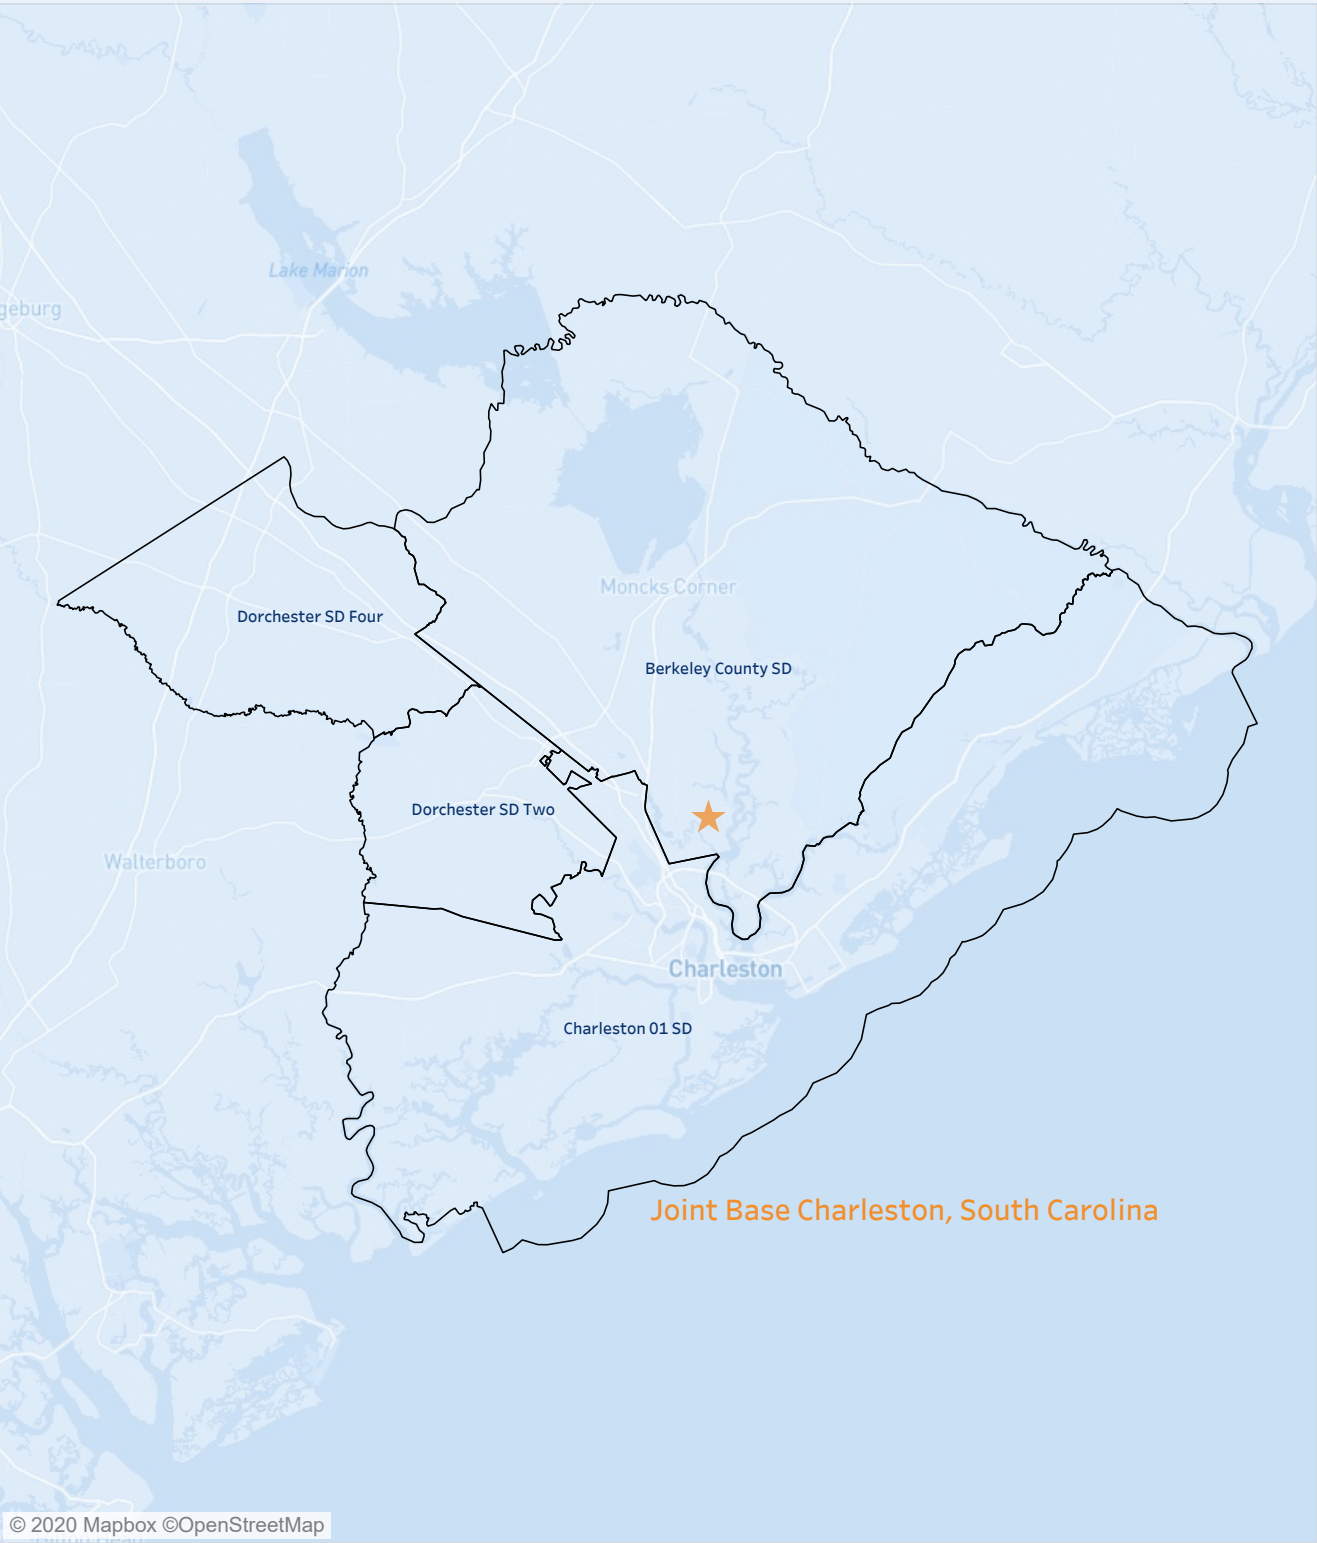 Lake Marion
geburg
Moncks Corner
Dorchester SD Four
Berkeley County SD
Dorchester SD Two
Walterboro
Charleston
Charleston 01 SD
Joint Base Charleston, South Carolina
© 2020 Mapbox ©OpenStreetMap